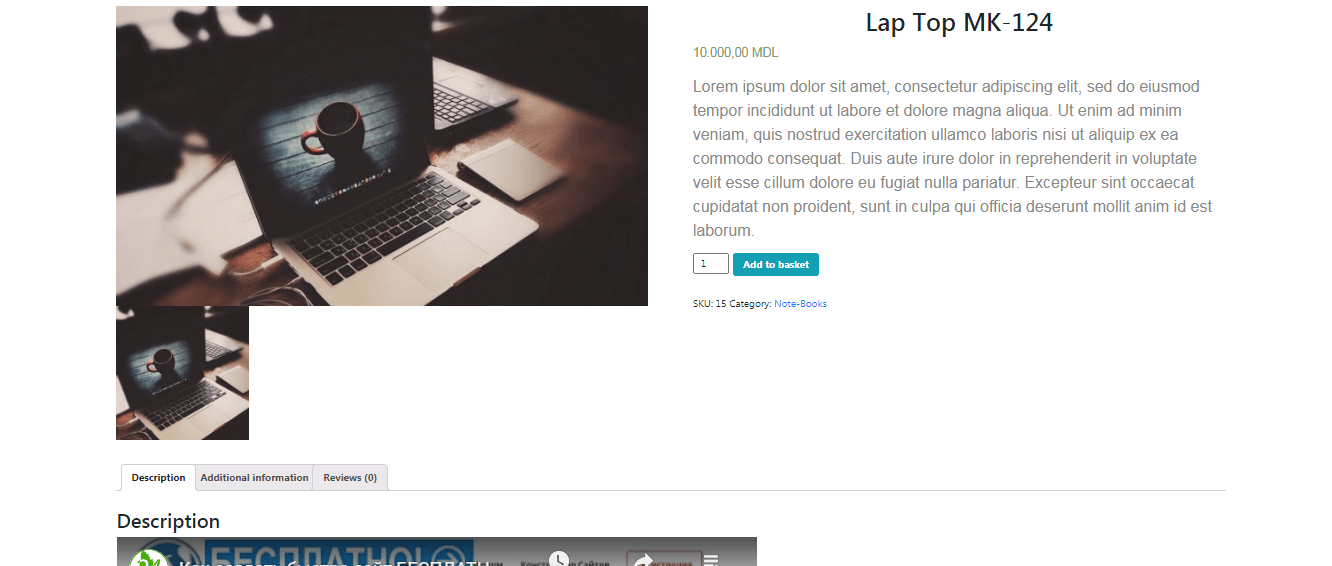 Lap Top MK-124
10.000,00 MDL
Lorem ipsum dolor sit amet, consectetur adipiscing elit, sed do eiusmod
tempor incididunt ut labore et dolore magna aliqua. Ut enim ad minim
veniam, quis nostrud exercitation ullamco laboris nisi ut aliquip ex ea
commodo consequat. Duis aute irure dolor in reprehenderit in voluptate
velit esse cillum dolore eu fugiat nulla pariatur. Excepteur sint occaecat
cupidatat non proident, sunt in culpa qui officia deserunt mollit anim id est
laborum.
1 Add to basket
SKU: 15 Category: Note-Books
Description Additional information Reviews (0)
Description
БЕСПЛАТНО!